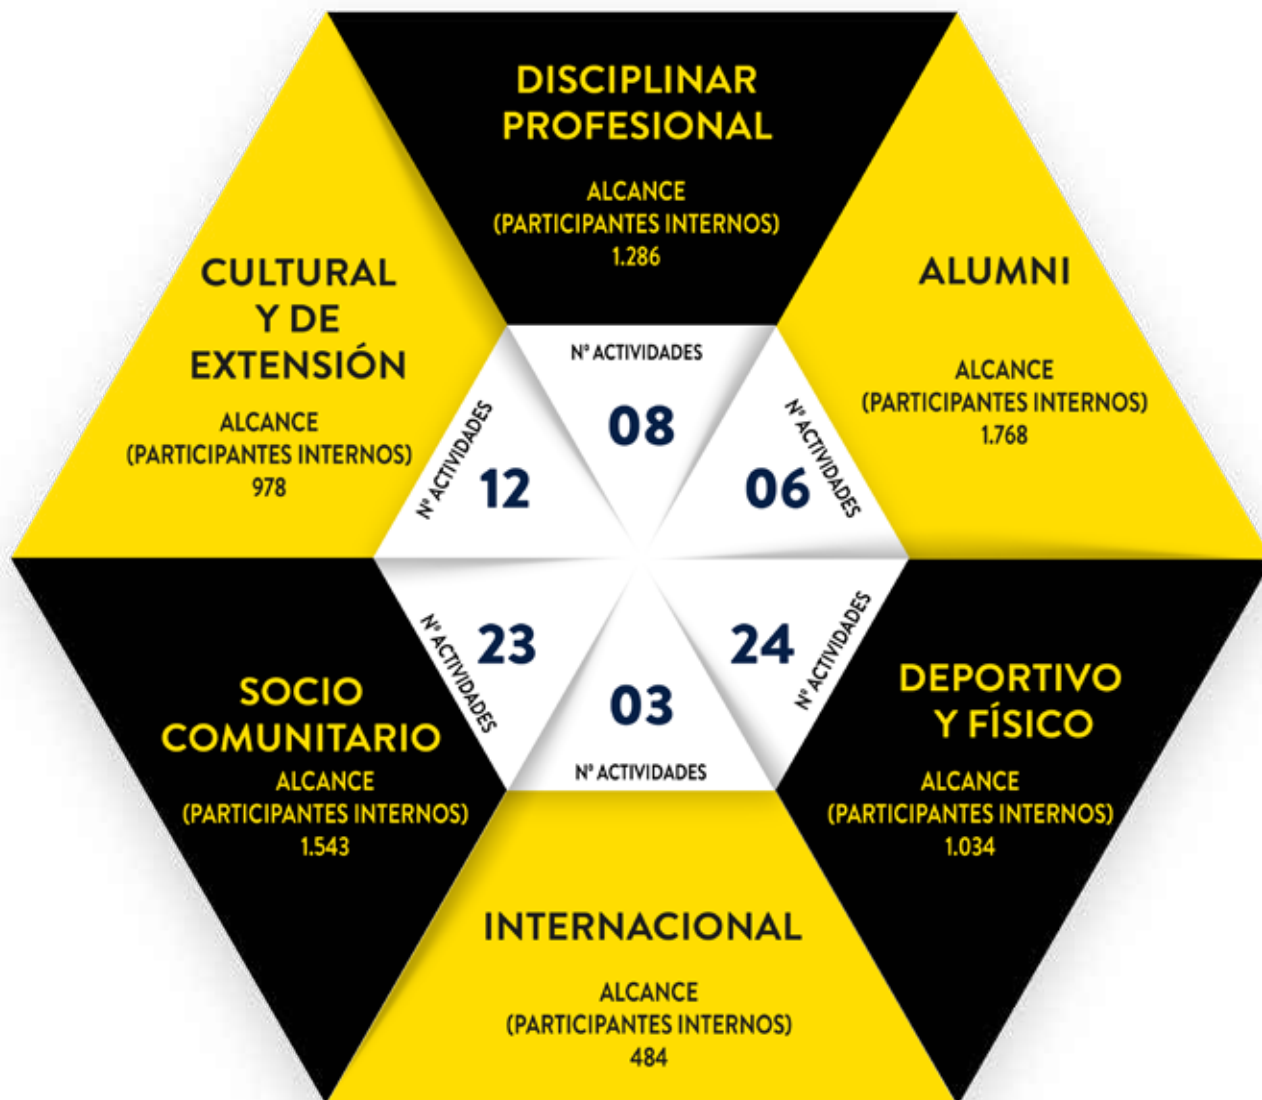 DISCIPLINAR
PROFESIONAL
ALCANCE
(PARTICIPANTES INTERNOS)
1.286
Nº ACTIVIDADES
08
ALUMNI
ALCANCE
(PARTICIPANTES INTERNOS)
1.768
Nº ACTIVIDADES
06
DEPORTIVO
Y FÍSICO
ALCANCE
(PARTICIPANTES INTERNOS)
1.034
Nº ACTIVIDADES
24
INTERNACIONAL
ALCANCE
(PARTICIPANTES INTERNOS)
484
Nº ACTIVIDADES
03
SOCIO
COMUNITARIO
ALCANCE
(PARTICIPANTES INTERNOS)
1.543
Nº ACTIVIDADES
23
CULTURAL
Y DE
EXTENSIÓN
ALCANCE
(PARTICIPANTES INTERNOS)
978
Nº ACTIVIDADES
12